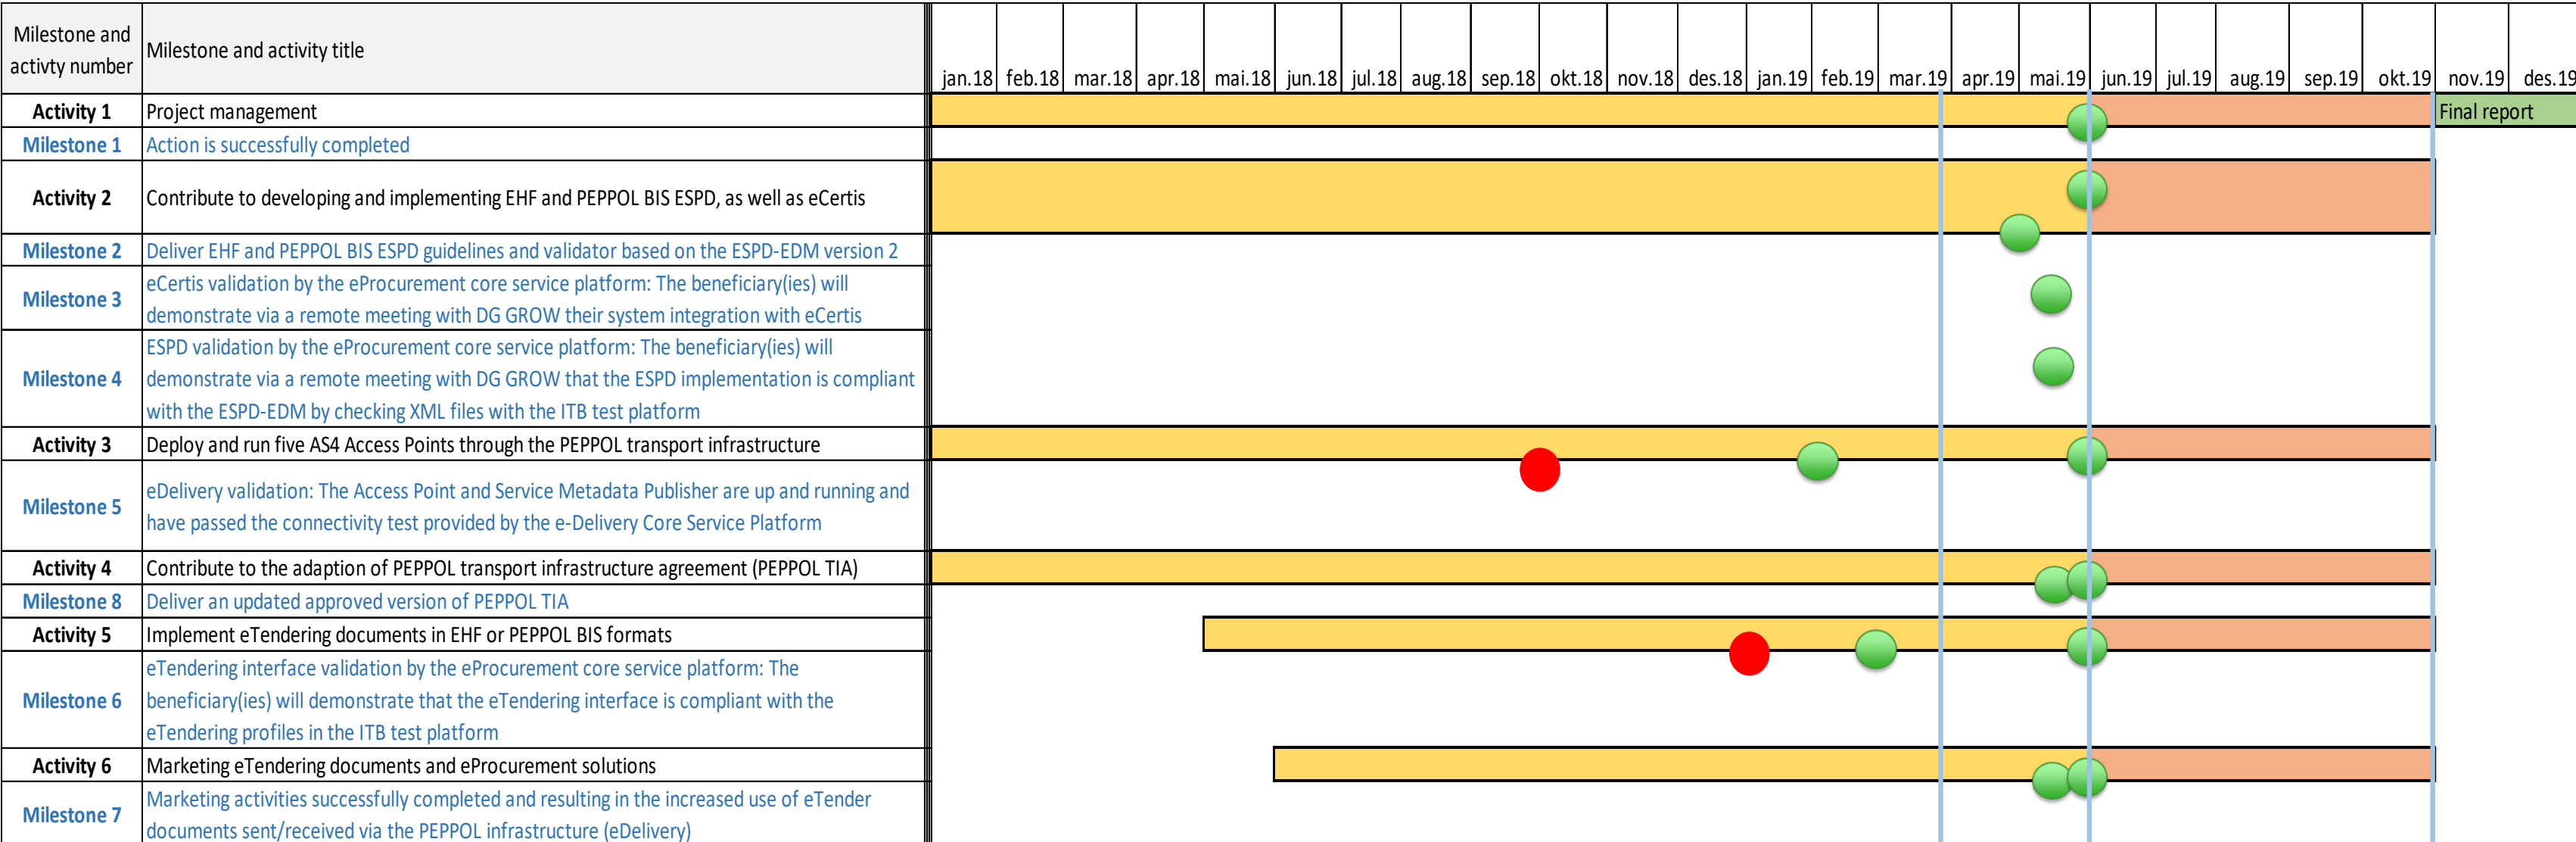 Milestone and
activty number
Milestone and activity title
jan.18 feb.18 mar.18 apr.18 mai.18 jun.18 jul.18 aug.18 sep.18 okt.18 nov.18 des.18 jan.19 feb.19 mar.19 apr.19 mai.19 jun.19 jul.19 aug.19 sep.19 okt.19 nov.19 des.19
Activity 1 Project management Final report
Milestone 1 Action is successfully completed
Activity 2 Contribute to developing and implementing EHF and PEPPOL BIS ESPD, as well as eCertis
Milestone 2 Deliver EHF and PEPPOL BIS ESPD guidelines and validator based on the ESPD-EDM version 2
Milestone 3
eCertis validation by the eProcurement core service platform: The beneficiary(ies) will
demonstrate via a remote meeting with DG GROW their system integration with eCertis
Milestone 4
ESPD validation by the eProcurement core service platform: The beneficiary(ies) will
demonstrate via a remote meeting with DG GROW that the ESPD implementation is compliant
with the ESPD-EDM by checking XML files with the ITB test platform
Activity 3 Deploy and run five AS4 Access Points through the PEPPOL transport infrastructure
Milestone 5
eDelivery validation: The Access Point and Service Metadata Publisher are up and running and
have passed the connectivity test provided by the e-Delivery Core Service Platform
Activity 4 Contribute to the adaption of PEPPOL transport infrastructure agreement (PEPPOL TIA)
Milestone 8 Deliver an updated approved version of PEPPOL TIA
Activity 5 Implement eTendering documents in EHF or PEPPOL BIS formats
Milestone 6
eTendering interface validation by the eProcurement core service platform: The
beneficiary(ies) will demonstrate that the eTendering interface is compliant with the
eTendering profiles in the ITB test platform
Activity 6 Marketing eTendering documents and eProcurement solutions
Milestone 7
Marketing activities successfully completed and resulting in the increased use of eTender
documents sent/received via the PEPPOL infrastructure (eDelivery)